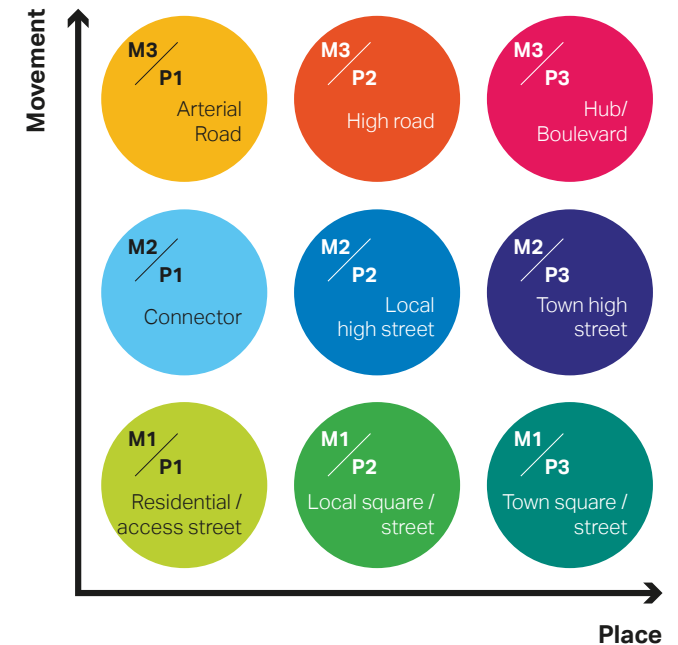 Movement
M3
P1
Arterial
Road
M3
P2
High road
M3
P3
Hub/
Boulevard
M2
P1
Connector
M2
P2
Local
high street
M2
P3
Town high
street
M1
P1
Residential /
access street
M1
P2
Local square /
street
M1
P3
Town square /
street
Place